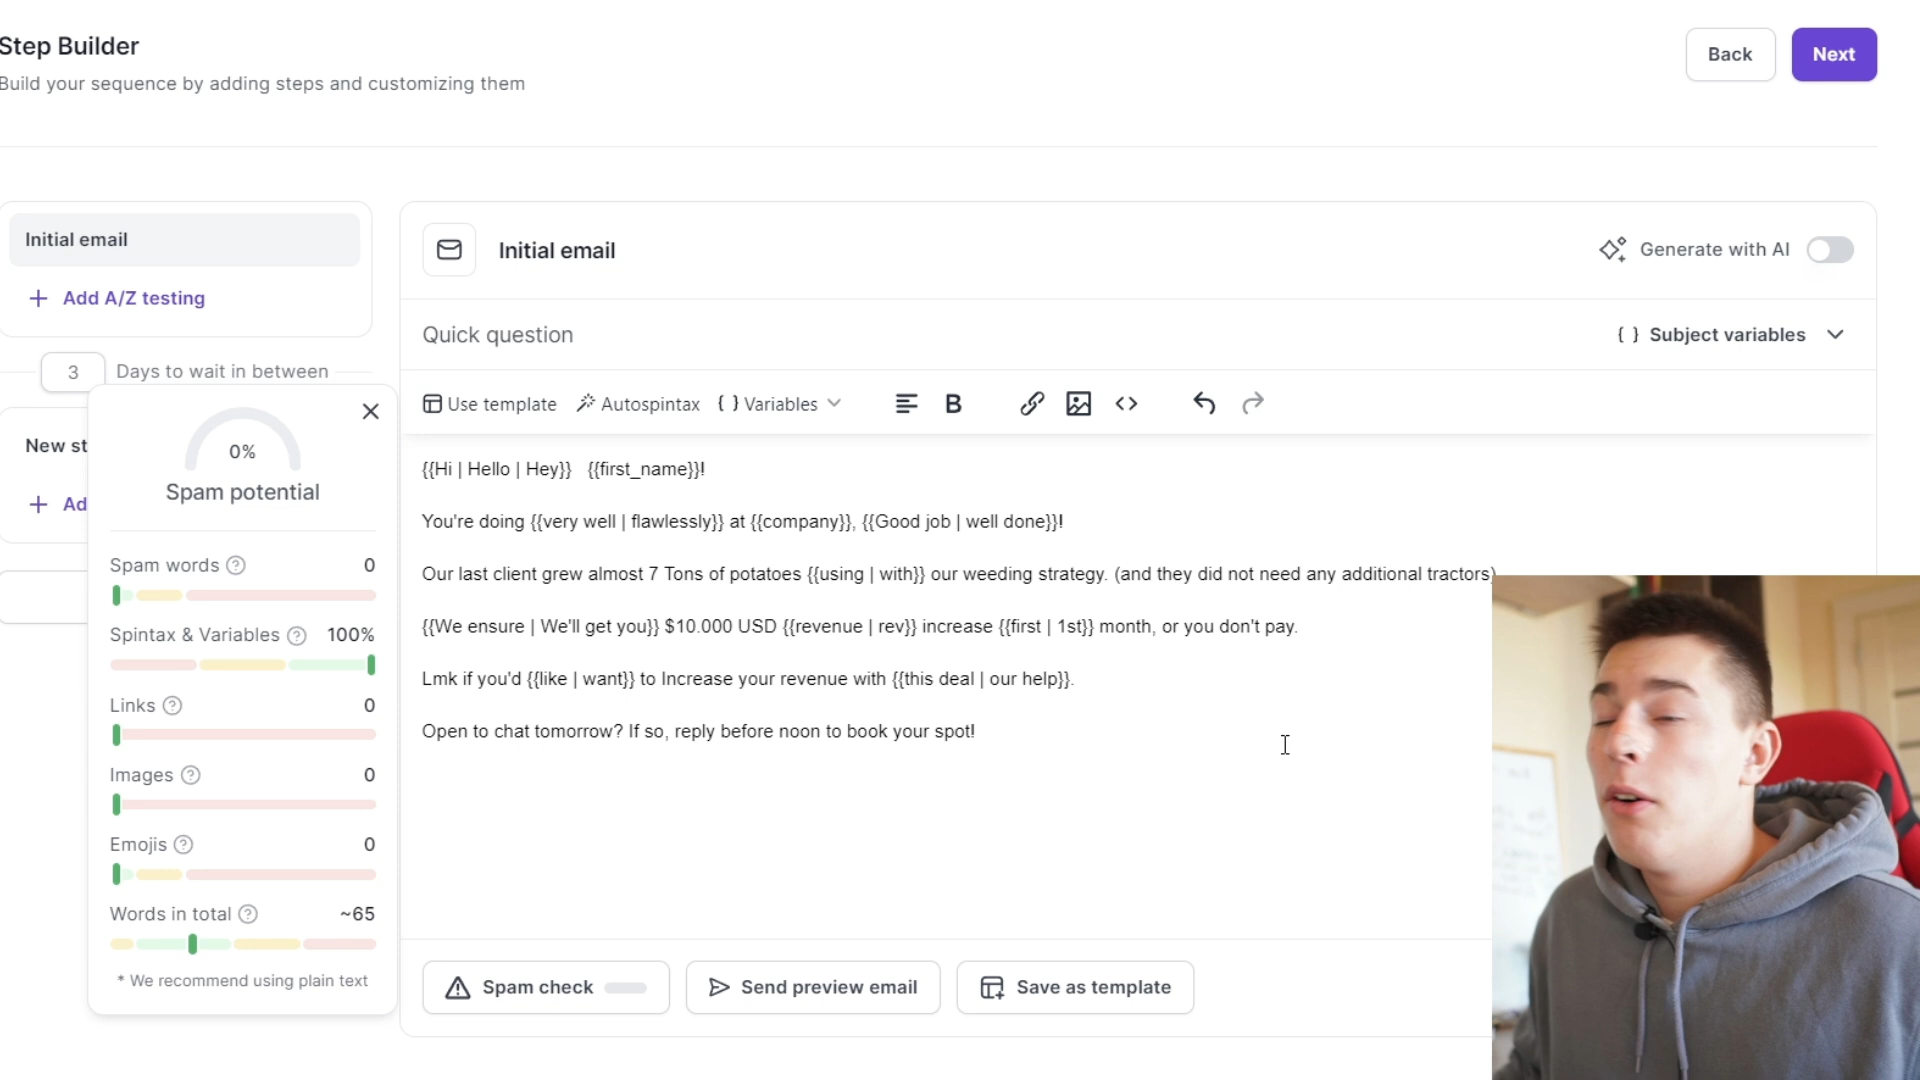 Step Builder
Build your sequence by adding steps and customizing them
Back
Next
Initial email
+ Add A/Z testing
3 Days to wait in between
New st
+ Ad
0%
Spam potential
Spam words 0
Spintax & Variables 100%
Links 0
Images 0
Emojis 0
Words in total ~65
* We recommend using plain text
Initial email
Generate with AI
Quick question
{ } Subject variables
Use template
Autospintax
{ } Variables
B
<>
{{Hi | Hello | Hey}} {{first_name}}!
You're doing {{very well | flawlessly}} at {{company}}, {{Good job | well done}}!
Our last client grew almost 7 Tons of potatoes {{using | with}} our weeding strategy. (and they did not need any additional tractors)
{{We ensure | We'll get you}} $10.000 USD {{revenue | rev}} increase {{first | 1st}} month, or you don't pay.
Lmk if you'd {{like | want}} to Increase your revenue with {{this deal | our help}}.
Open to chat tomorrow? If so, reply before noon to book your spot!
Spam check
Send preview email
Save as template